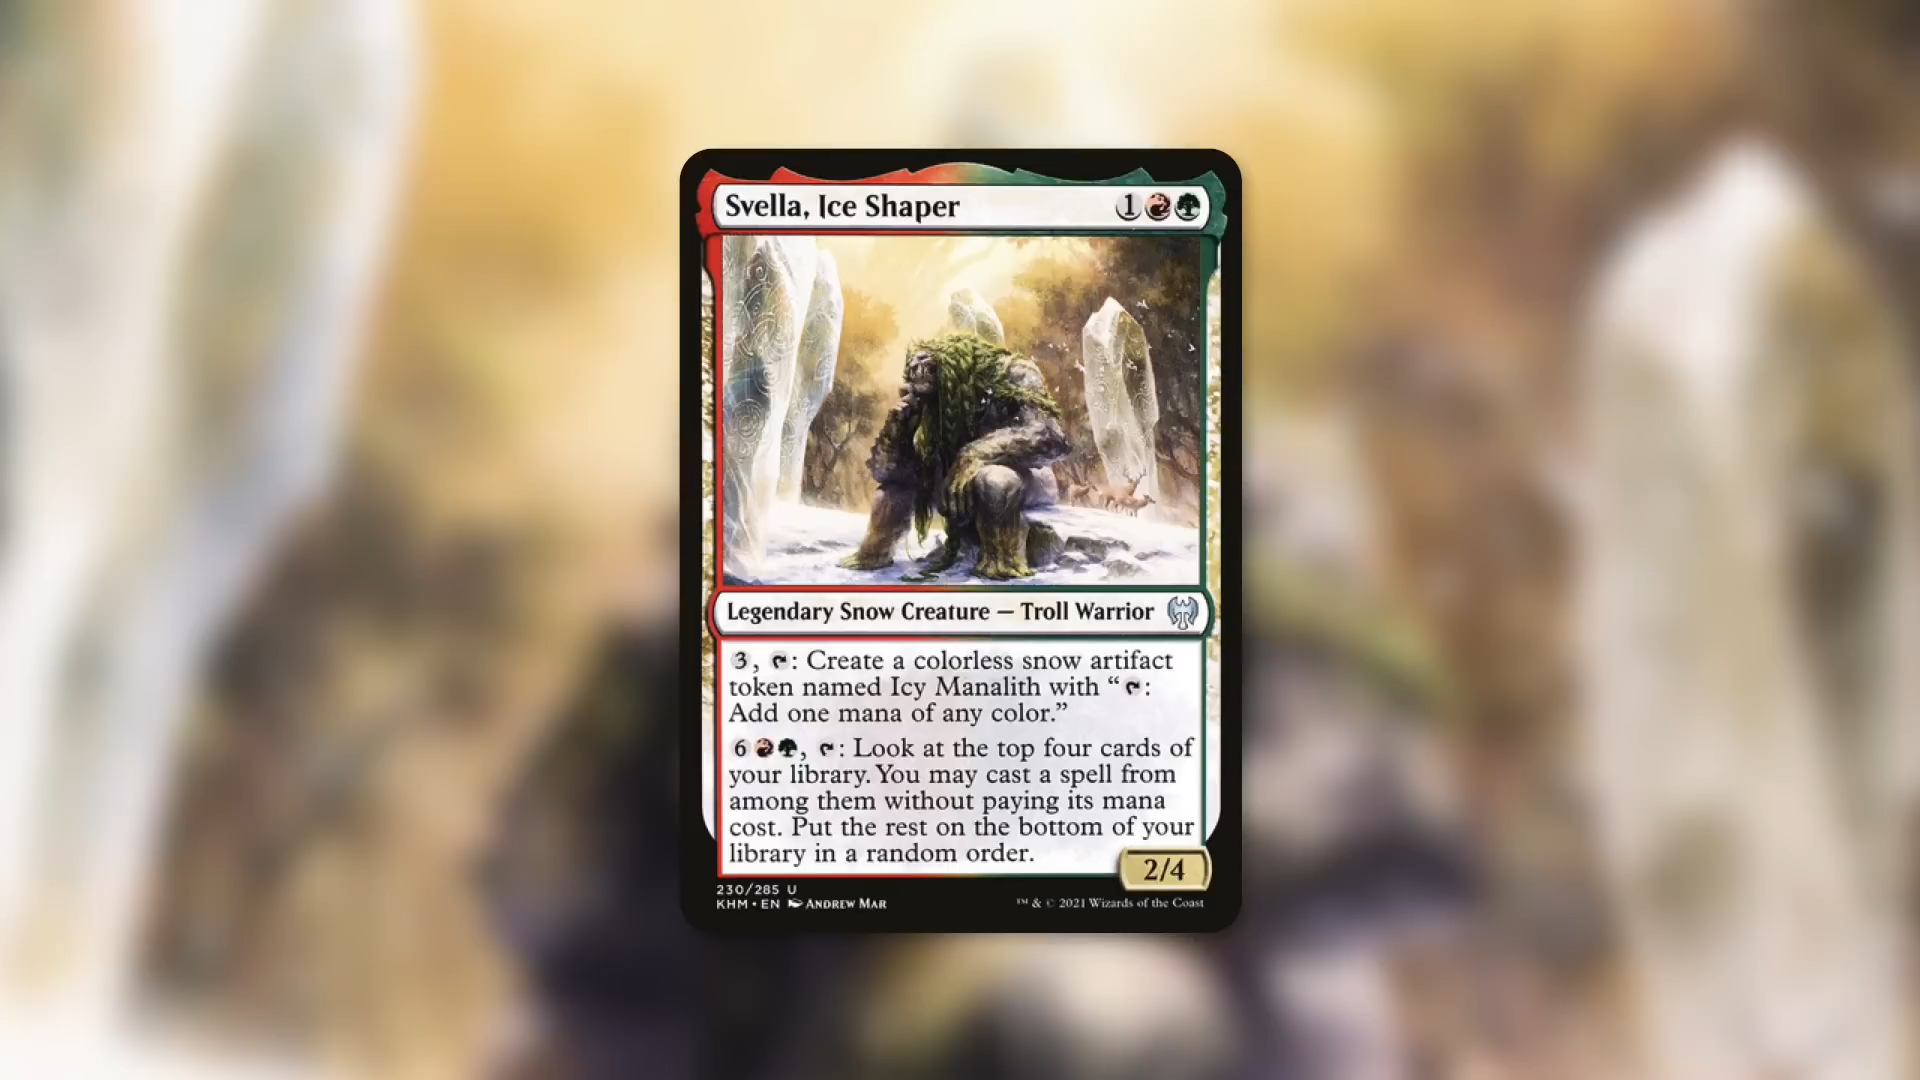 Svella, Ice Shaper 1
Legendary Snow Creature — Troll Warrior
3, : Create a colorless snow artifact
token named Icy Manalith with “ :
Add one mana of any color.”
6 , : Look at the top four cards of
your library. You may cast a spell from
among them without paying its mana
cost. Put the rest on the bottom of your
library in a random order.
2/4
230/285 U
KHM • EN ANDREW MAR
™ & © 2021 Wizards of the Coast